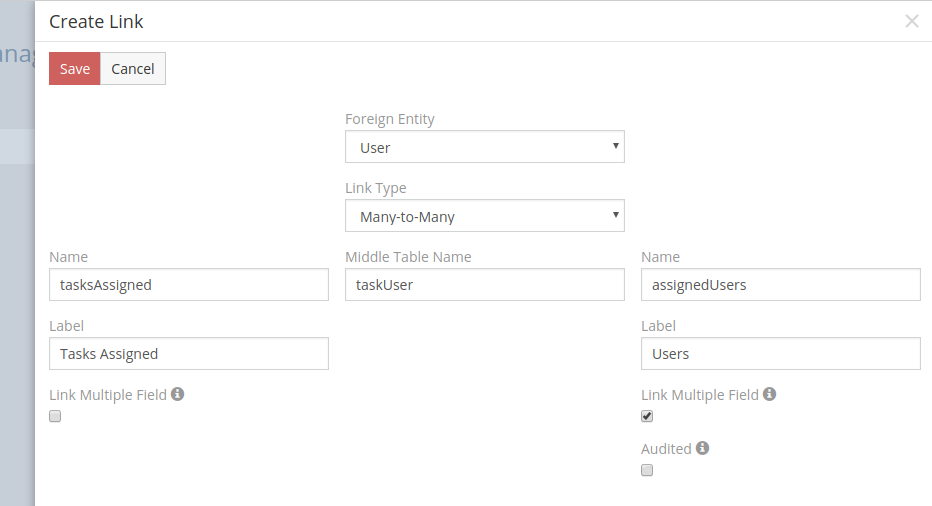 Create Link
×
anag
Save Cancel
Foreign Entity
User
Link Type
Many-to-Many
Name Middle Table Name Name
tasksAssigned taskUser assignedUsers
Label Label
Tasks Assigned Users
Link Multiple Field Link Multiple Field
Audited